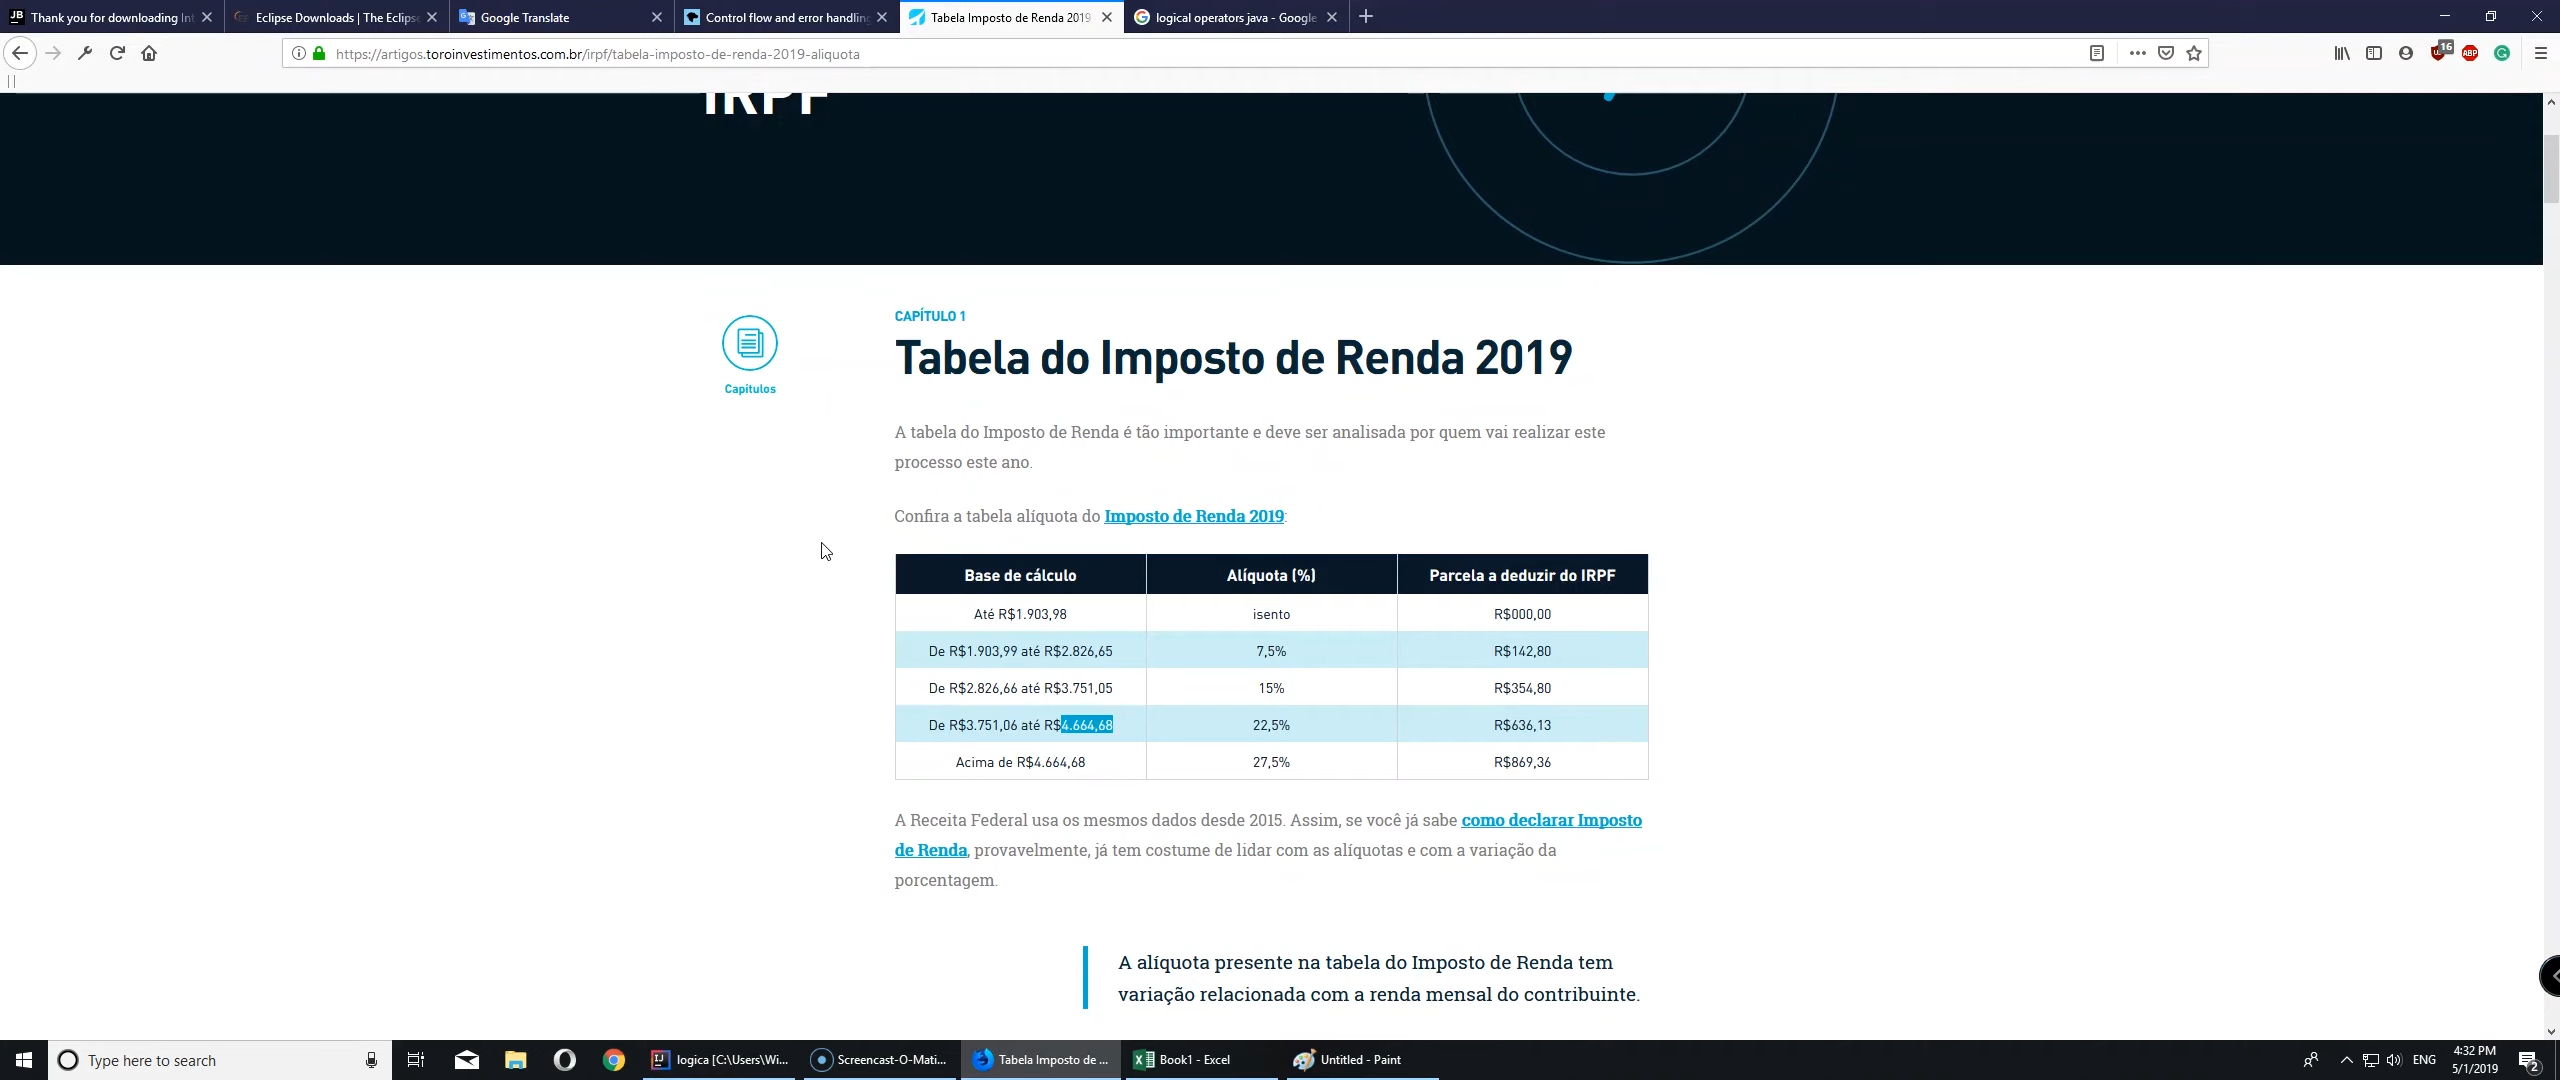 Thank you for downloading Int
Eclipse Downloads | The Eclipse
Google Translate
Control flow and error handling
Tabela Imposto de Renda 2019
logical operators java - Google
https://artigos.toroinvestimentos.com.br/irpf/tabela-imposto-de-renda-2019-aliquota
16
ABP
IRPF
Capítulos
CAPÍTULO 1
Tabela do Imposto de Renda 2019
A tabela do Imposto de Renda é tão importante e deve ser analisada por quem vai realizar este
processo este ano.
Confira a tabela alíquota do Imposto de Renda 2019:
Base de cálculo Alíquota (%) Parcela a deduzir do IRPF
Até R$1.903,98 isento R$000,00
De R$1.903,99 até R$2.826,65 7,5% R$142,80
De R$2.826,66 até R$3.751,05 15% R$354,80
De R$3.751,06 até R$4.664,68 22,5% R$636,13
Acima de R$4.664,68 27,5% R$869,36
A Receita Federal usa os mesmos dados desde 2015. Assim, se você já sabe como declarar Imposto
de Renda, provavelmente, já tem costume de lidar com as alíquotas e com a variação da
porcentagem.
A alíquota presente na tabela do Imposto de Renda tem
variação relacionada com a renda mensal do contribuinte.
Type here to search
logica [C:\Users\Wi...
Screencast-O-Mati...
Tabela Imposto de ...
Book1 - Excel
Untitled - Paint
ENG
4:32 PM
5/1/2019
2